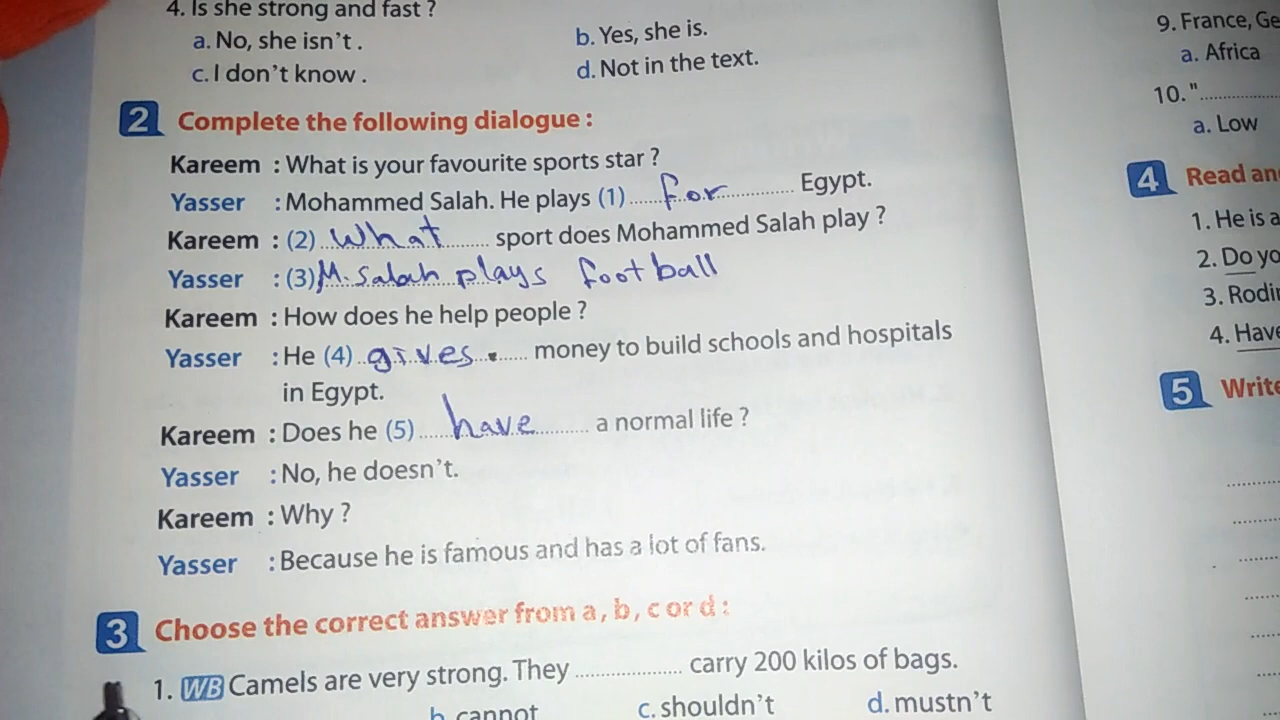 4. Is she strong and fast ?
a. No, she isn't .
b. Yes, she is.
c. I don't know .
d. Not in the text.
2 Complete the following dialogue :
Kareem : What is your favourite sports star ?
Yasser : Mohammed Salah. He plays (1) for Egypt.
Kareem : (2) What sport does Mohammed Salah play ?
Yasser : (3) M. Salah plays football
Kareem : How does he help people ?
Yasser : He (4) gives money to build schools and hospitals
in Egypt.
Kareem : Does he (5) have a normal life ?
Yasser : No, he doesn't.
Kareem : Why ?
Yasser : Because he is famous and has a lot of fans.
3 Choose the correct answer from a, b, c or d :
1. WB Camels are very strong. They .................... carry 200 kilos of bags.
b. cannot
c. shouldn't
d. mustn't
9. France, Ge
a. Africa
10. "....................
a. Low
4 Read an
1. He is a
2. Do yo
3. Rodi
4. Have
5 Write